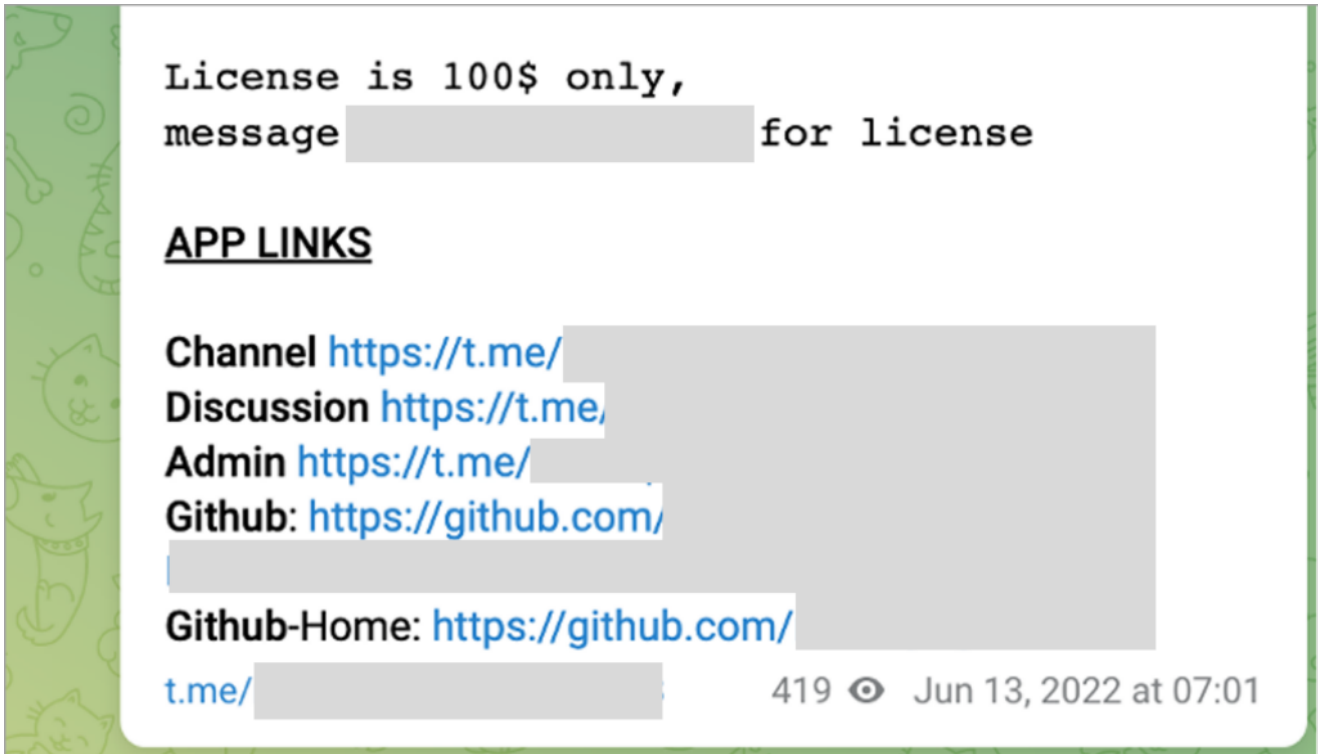 License is 100$ only,
message for license
APP LINKS
Channel https://t.me/
Discussion https://t.me/
Admin https://t.me/
Github: https://github.com/
Github-Home: https://github.com/
t.me/ 419 Jun 13, 2022 at 07:01